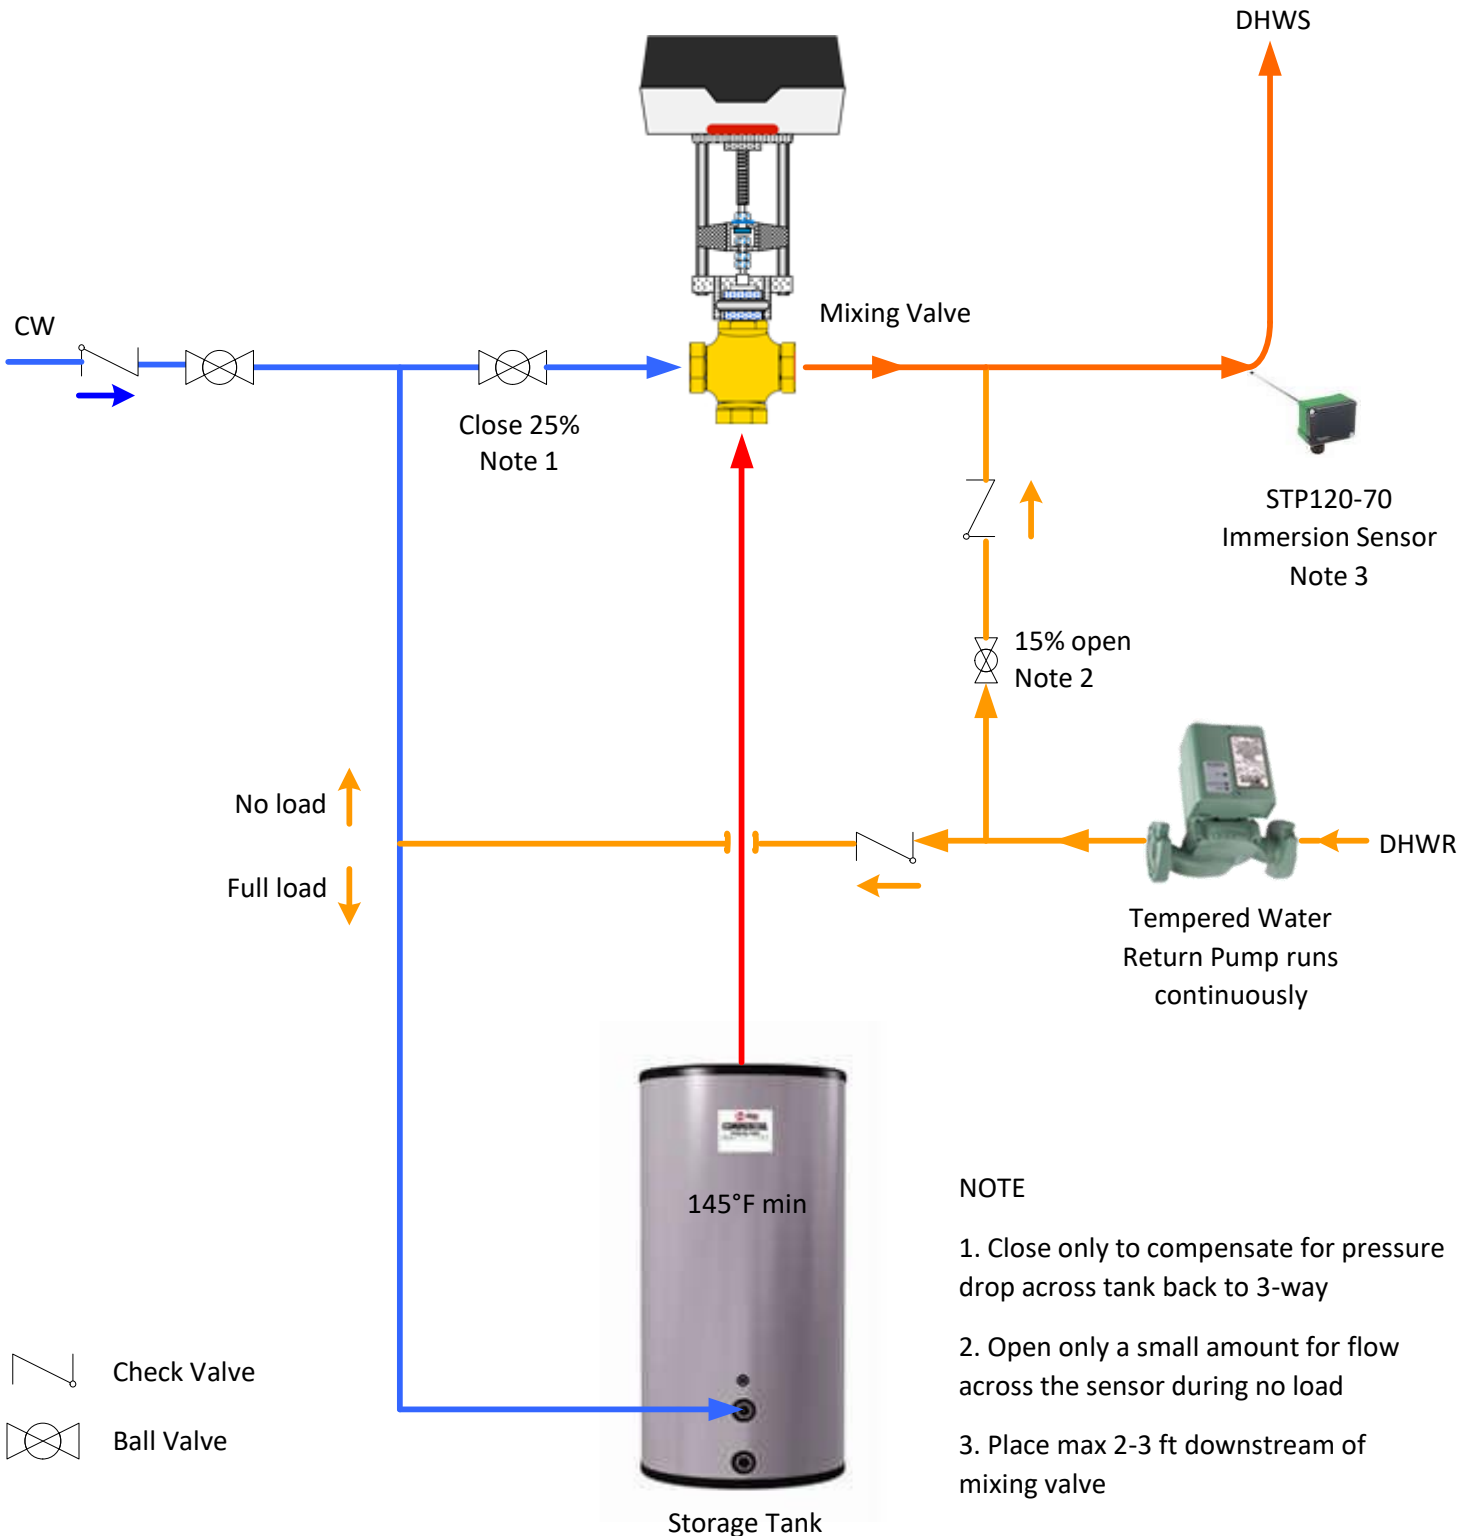 DHWS
CW
Mixing Valve
Close 25%
Note 1
STP120-70
Immersion Sensor
Note 3
15% open
Note 2
No load
Full load
DHWR
Tempered Water
Return Pump runs
continuously
145°F min
NOTE
1. Close only to compensate for pressure
drop across tank back to 3-way
2. Open only a small amount for flow
across the sensor during no load
3. Place max 2-3 ft downstream of
mixing valve
Check Valve
Ball Valve
Storage Tank